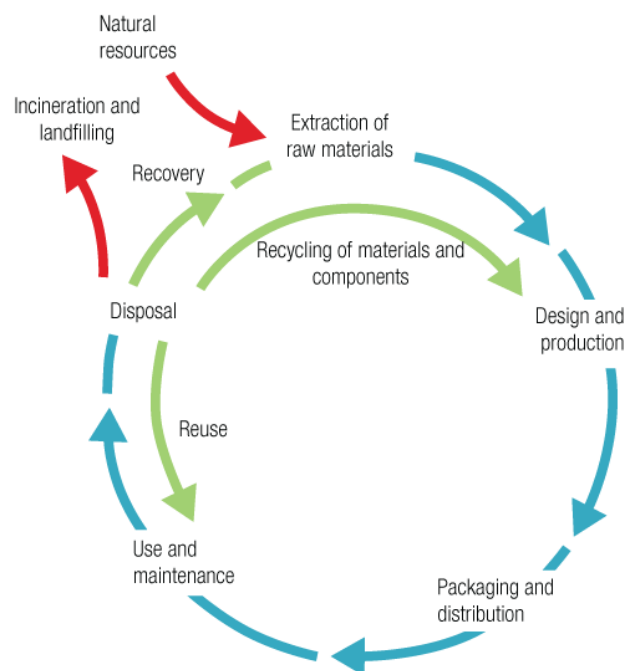 Natural
resources
Incineration and
landfilling
Extraction of
raw materials
Recovery
Recycling of materials and
components
Disposal
Design and
production
Reuse
Use and
maintenance
Packaging and
distribution